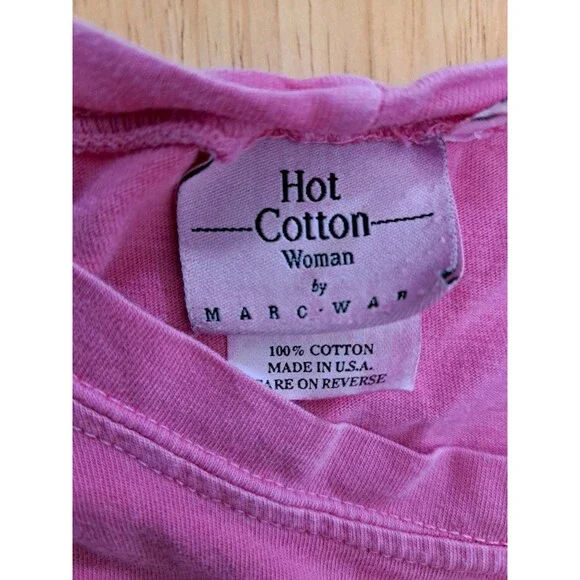 Hot
Cotton
Woman
by
MARC·WAR
100% COTTON
MADE IN U.S.A.
ARE ON REVERSE